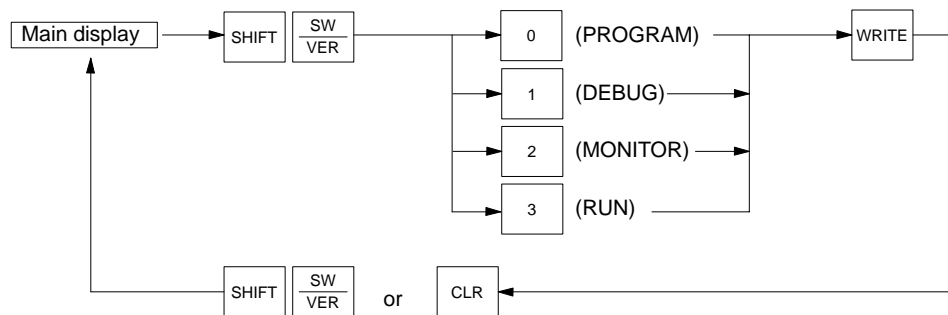 Main display
SHIFT
SW
VER
0
(PROGRAM)
WRITE
1
(DEBUG)
2
(MONITOR)
3
(RUN)
SHIFT
SW
VER
or
CLR